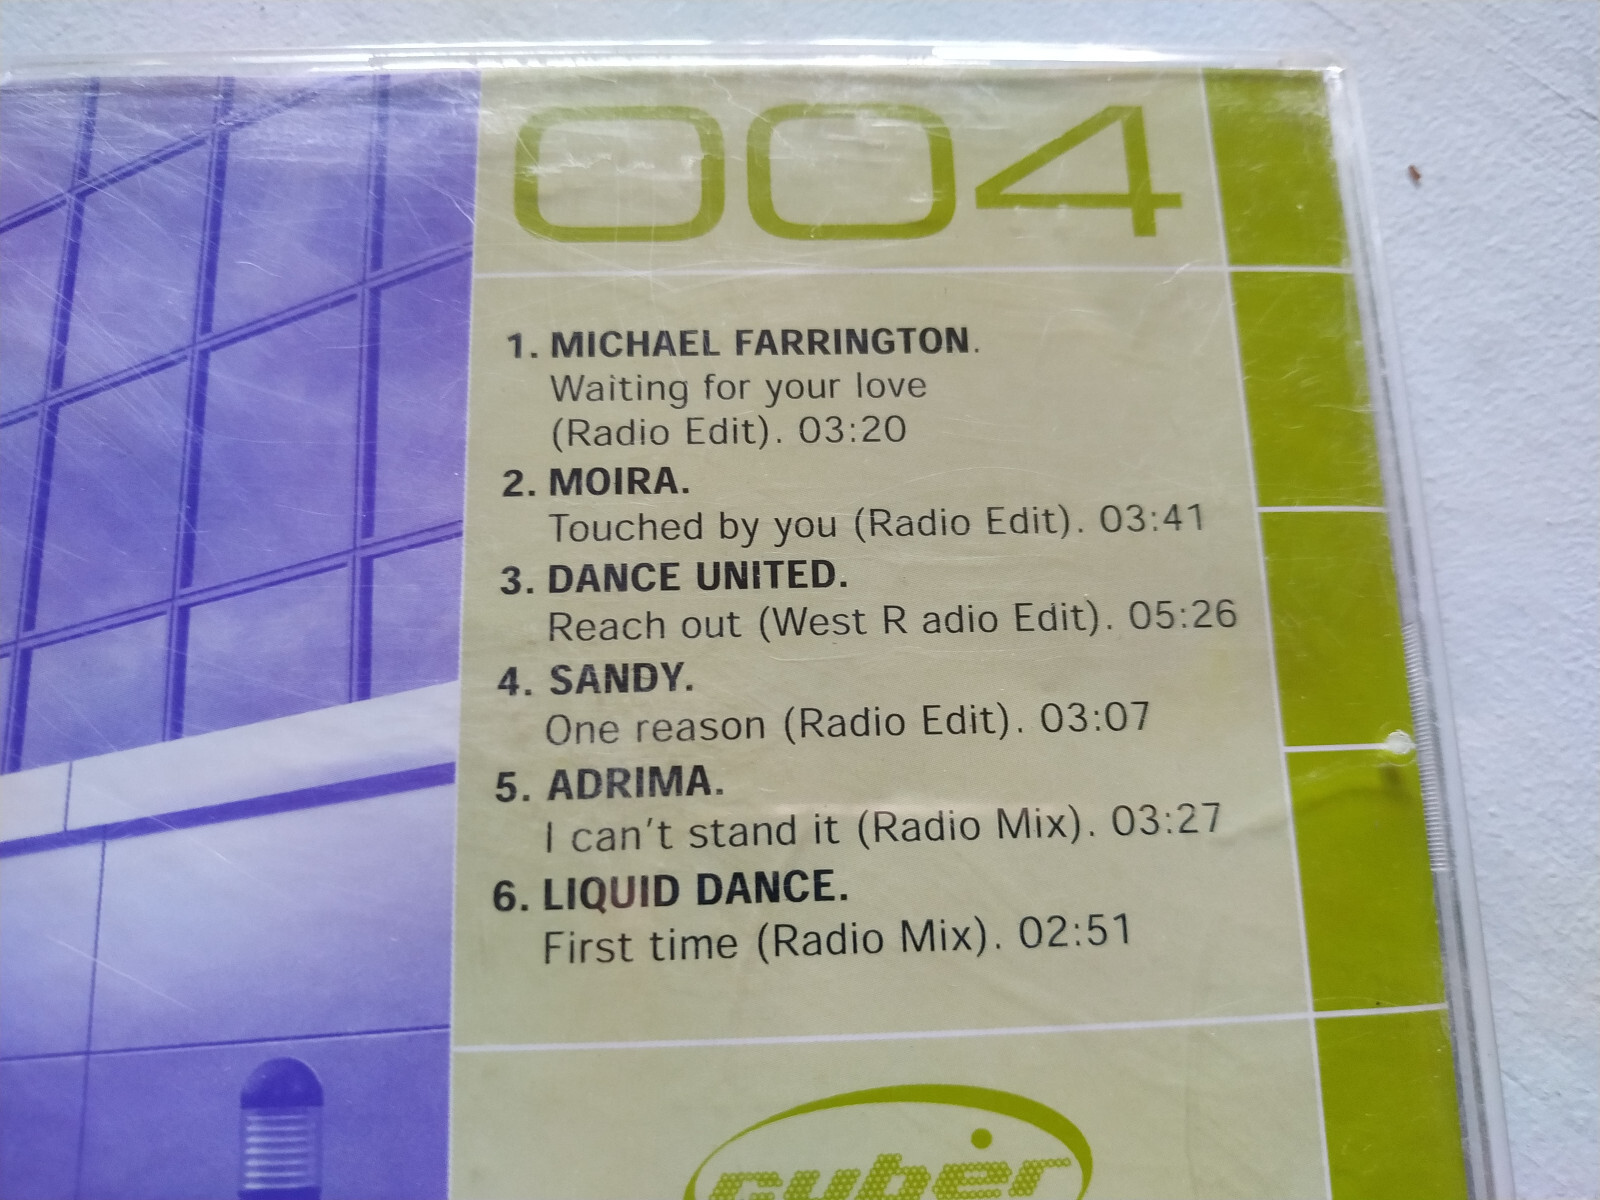 004
1. MICHAEL FARRINGTON.
Waiting for your love
(Radio Edit). 03:20
2. MOIRA.
Touched by you (Radio Edit). 03:41
3. DANCE UNITED.
Reach out (West R adio Edit). 05:26
4. SANDY.
One reason (Radio Edit). 03:07
5. ADRIMA.
I can't stand it (Radio Mix). 03:27
6. LIQUID DANCE.
First time (Radio Mix). 02:51
cyber